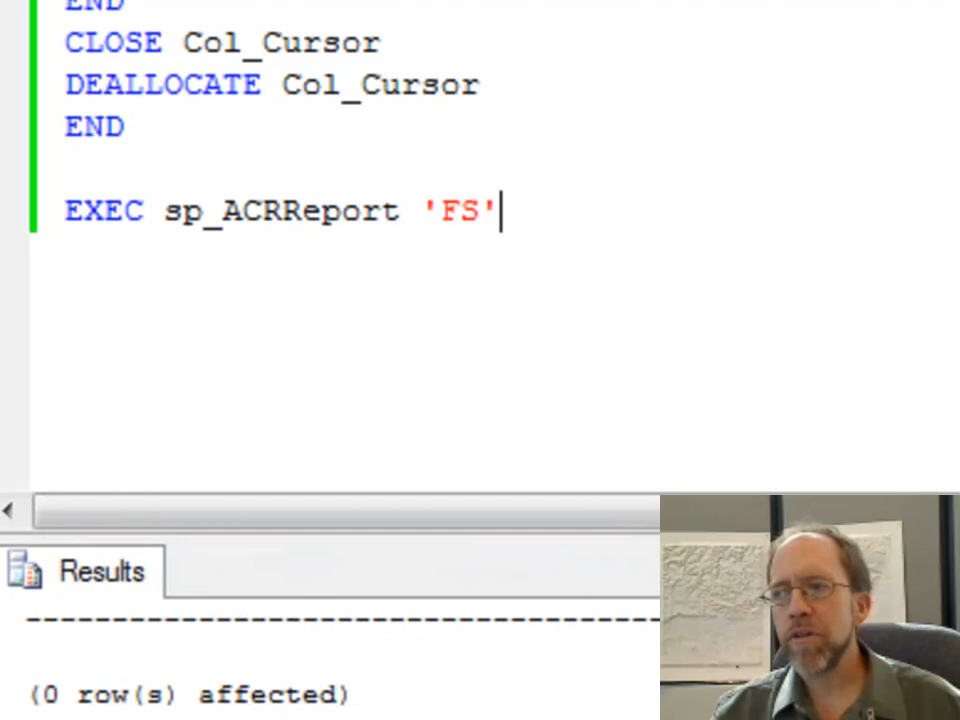 END
CLOSE Col_Cursor
DEALLOCATE Col_Cursor
END
EXEC sp_ACRReport 'FS'
Results
--------------------------------------
(0 row(s) affected)